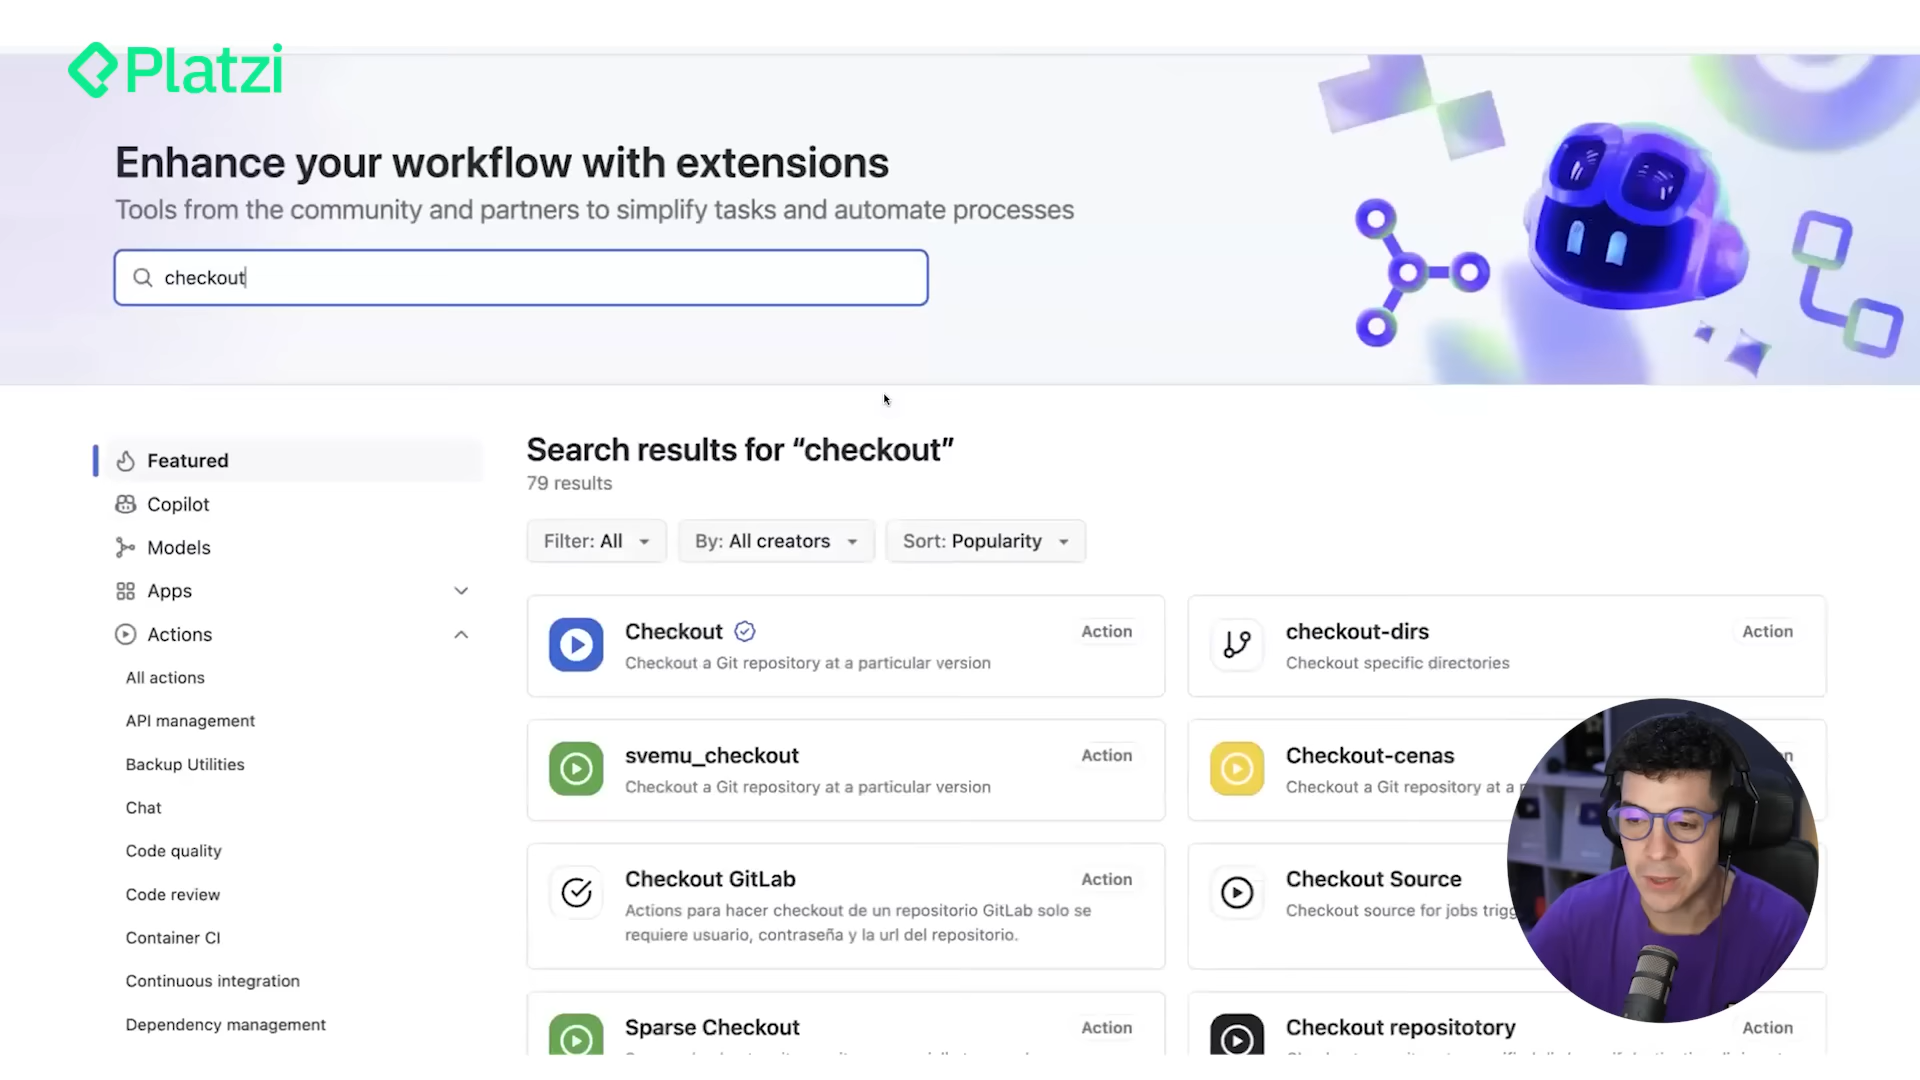 Platzi
Enhance your workflow with extensions
Tools from the community and partners to simplify tasks and automate processes
checkout
Featured
Copilot
Models
Apps
Actions
All actions
API management
Backup Utilities
Chat
Code quality
Code review
Container CI
Continuous integration
Dependency management
Search results for “checkout”
79 results
Filter: All
By: All creators
Sort: Popularity
Checkout
Action
Checkout a Git repository at a particular version
checkout-dirs
Action
Checkout specific directories
svemu_checkout
Action
Checkout a Git repository at a particular version
Checkout-cenas
Checkout a Git repository at a
Checkout GitLab
Action
Actions para hacer checkout de un repositorio GitLab solo se
requiere usuario, contraseña y la url del repositorio.
Checkout Source
Checkout source for jobs
Sparse Checkout
Action
Checkout repositotory
Action